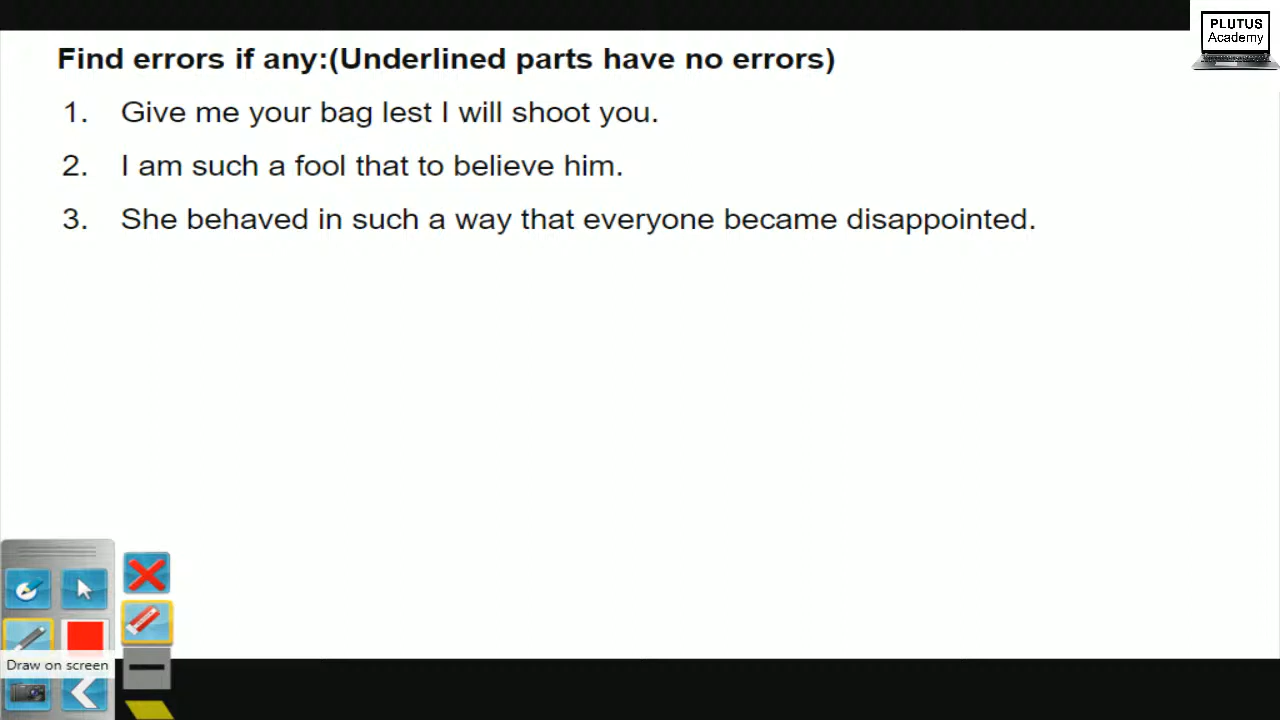 PLUTUS
Academy
Find errors if any:(Underlined parts have no errors)
1. Give me your bag lest I will shoot you.
2. I am such a fool that to believe him.
3. She behaved in such a way that everyone became disappointed.
Draw on screen